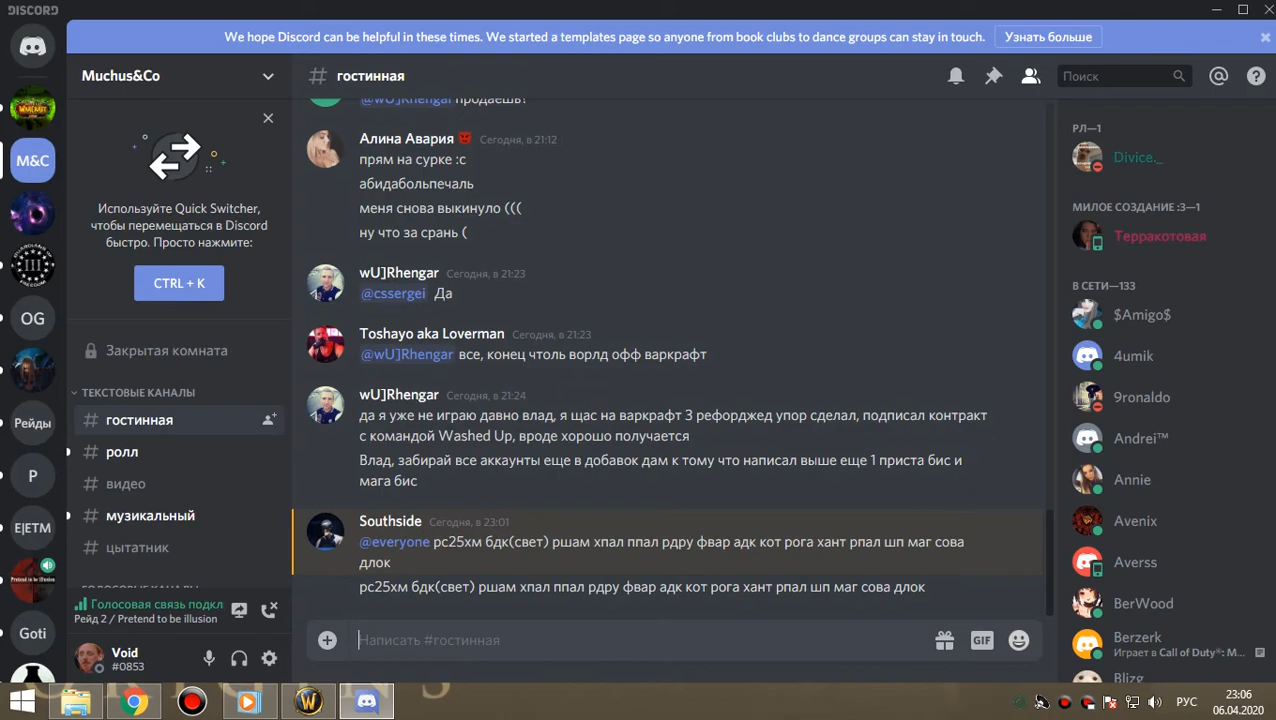 DISCORD
We hope Discord can be helpful in these times. We started a templates page so anyone from book clubs to dance groups can stay in touch.
Узнать больше
Muchus&Co
гостинная
Поиск
M&C
OG
Рейды
P
E|ETM
Pretend to be illusion
Goti
Используйте Quick Switcher,
чтобы перемещаться в Discord
быстро. Просто нажмите:
CTRL + K
Закрытая комната
ТЕКСТОВЫЕ КАНАЛЫ
гостинная
ролл
видео
музикальный
цытатник
Голосовая связь подкл
Рейд 2 / Pretend to be illusion
Void
#0853
@wU]Rhengar продаешь?
Алина Авария Сегодня, в 21:12
прям на сурке :с
абидабольпечаль
меня снова выкинуло (((
ну что за срань (
wU]Rhengar Сегодня, в 21:23
@cssergei Да
Toshayo aka Loverman Сегодня, в 21:23
@wU]Rhengar все, конец чтоль ворлд офф варкрафт
wU]Rhengar Сегодня, в 21:24
да я уже не играю давно влад, я щас на варкрафт 3 рефорджед упор сделал, подписал контракт
с командой Washed Up, вроде хорошо получается
Влад, забирай все аккаунты еще в добавок дам к тому что написал выше еще 1 приста бис и
мага бис
Southside Сегодня, в 23:01
@everyone рс25хм бдк(свет) ршам хпал ппал рдру фвар адк кот рога хант рпал шп маг сова
длок
рс25хм бдк(свет) ршам хпал ппал рдру фвар адк кот рога хант рпал шп маг сова длок
Написать #гостинная
GIF
РЛ—1
Divice._
МИЛОЕ СОЗДАНИЕ :3—1
Терракотовая
В СЕТИ—133
$Amigo$
4umik
9ronaldo
Andrei™
Annie
Avenix
Averss
BerWood
Berzerk
Играет в Call of Duty®: M...
Blizg
РУС
23:06
06.04.2020